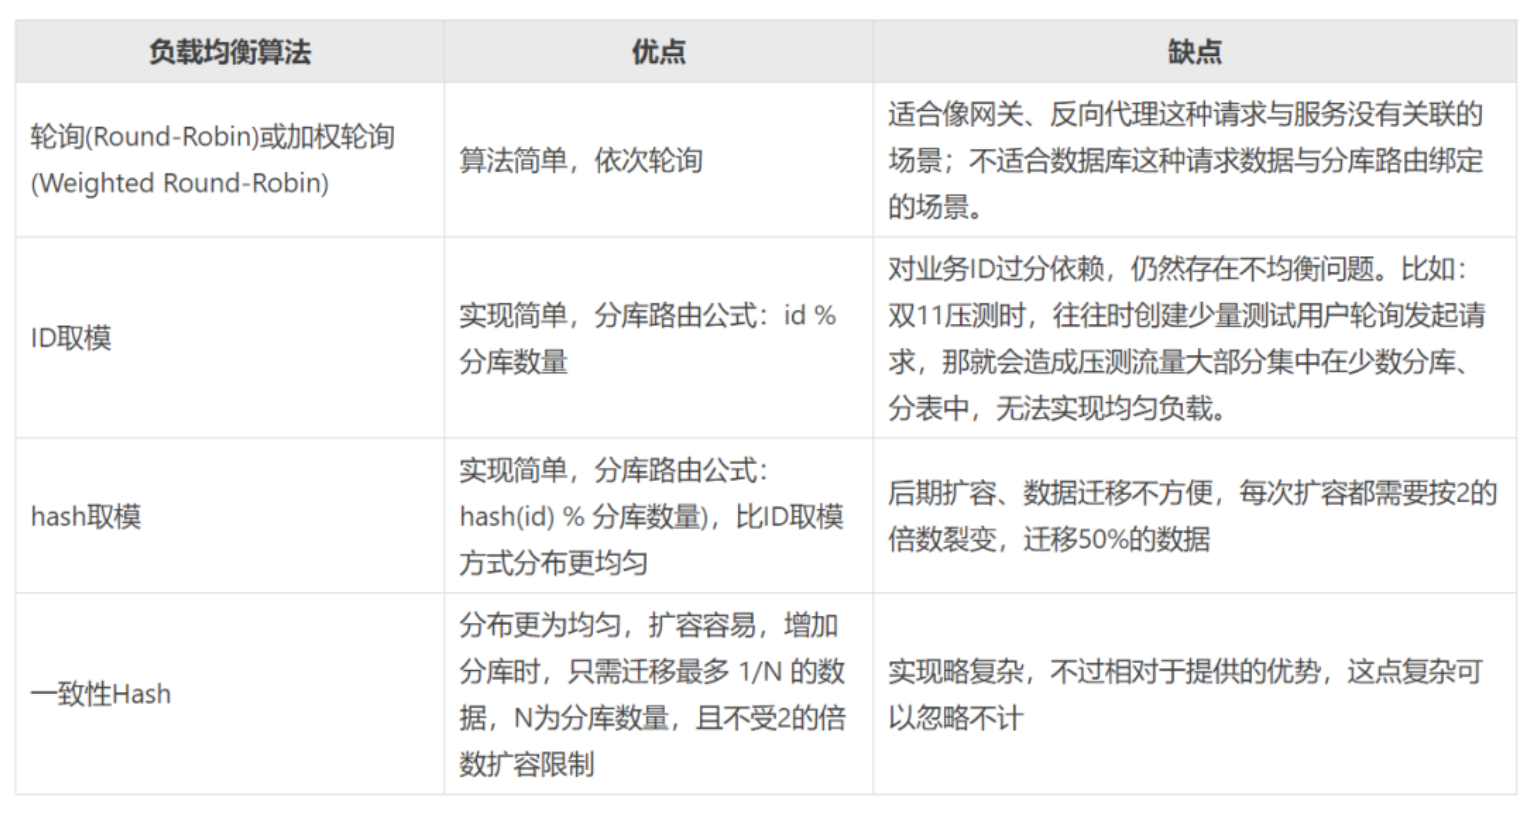 负载均衡算法
优点
缺点
轮询(Round-Robin)或加权轮询
(Weighted Round-Robin)
算法简单，依次轮询
适合像网关、反向代理这种请求与服务没有关联的
场景；不适合数据库这种请求数据与分库路由绑定
的场景。
ID取模
实现简单，分库路由公式：id %
分库数量
对业务ID过分依赖，仍然存在不均衡问题。比如：
双11压测时，往往时创建少量测试用户轮询发起请
求，那就会造成压测流量大部分集中在少数分库、
分表中，无法实现均匀负载。
hash取模
实现简单，分库路由公式：
hash(id) % 分库数量)，比ID取模
方式分布更均匀
后期扩容、数据迁移不方便，每次扩容都需要按2的
倍数裂变，迁移50%的数据
一致性Hash
分布更为均匀，扩容容易，增加
分库时，只需迁移最多 1/N 的数
据，N为分库数量，且不受2的倍
数扩容限制
实现略复杂，不过相对于提供的优势，这点复杂可
以忽略不计